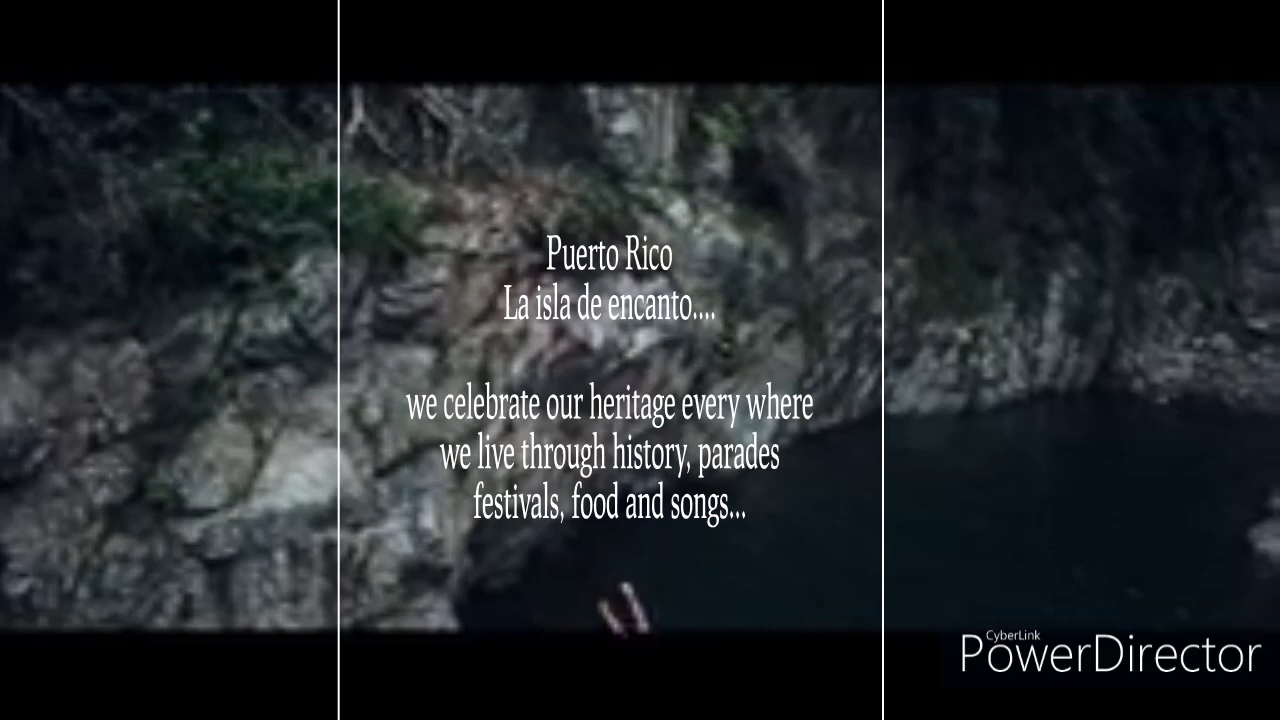 Puerto Rico
La isla de encanto....
we celebrate our heritage every where
we live through history, parades
festivals, food and songs...
CyberLink
PowerDirector